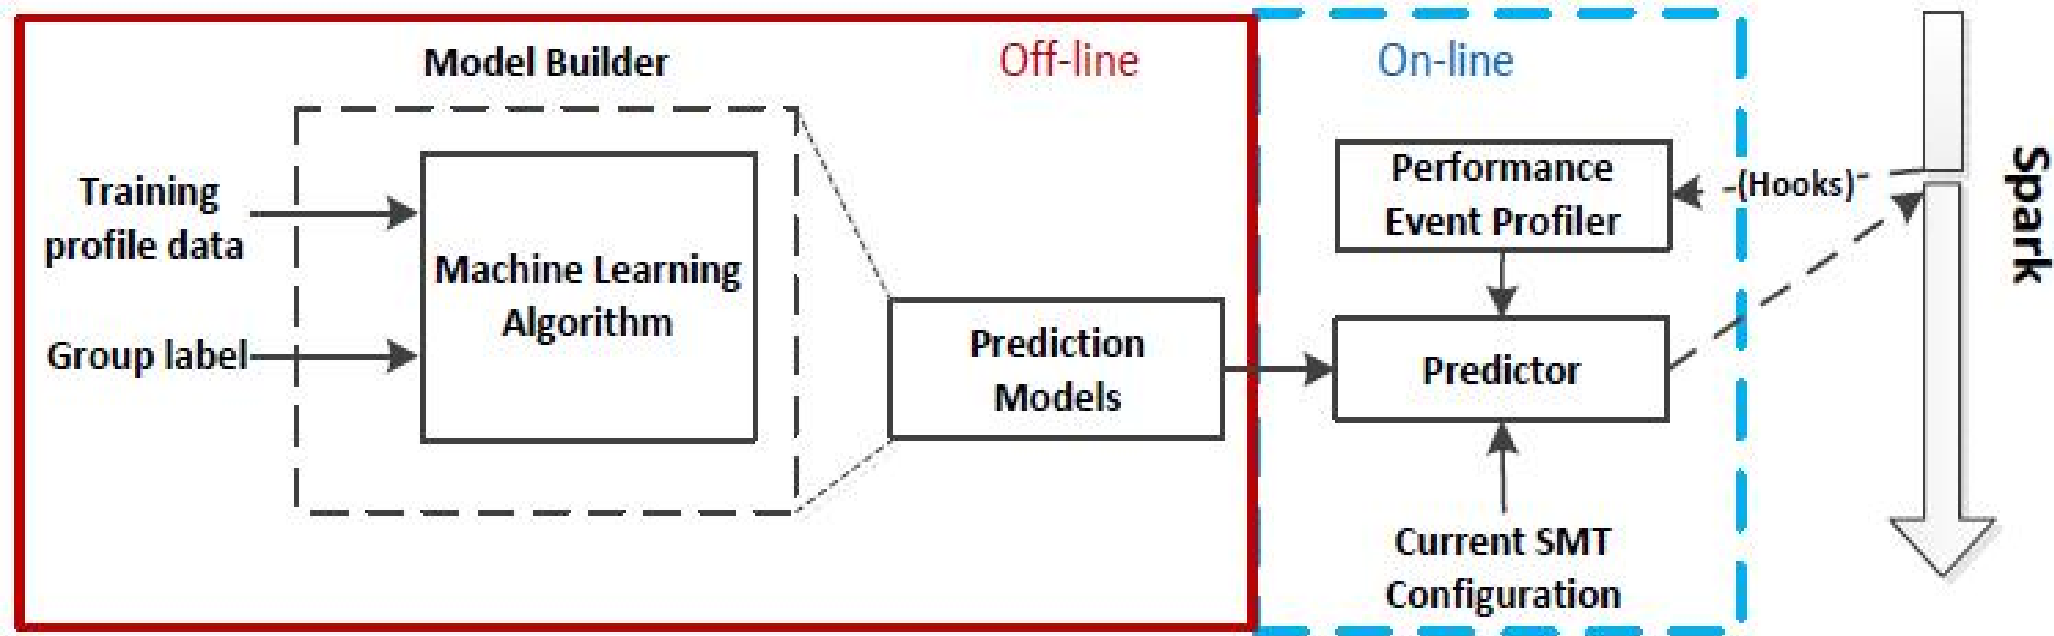 Model Builder
Off-line
On-line
Training
profile data
Group label
Machine Learning
Algorithm
Prediction
Models
Performance
Event Profiler
(Hooks)
Predictor
Current SMT
Configuration
Spark